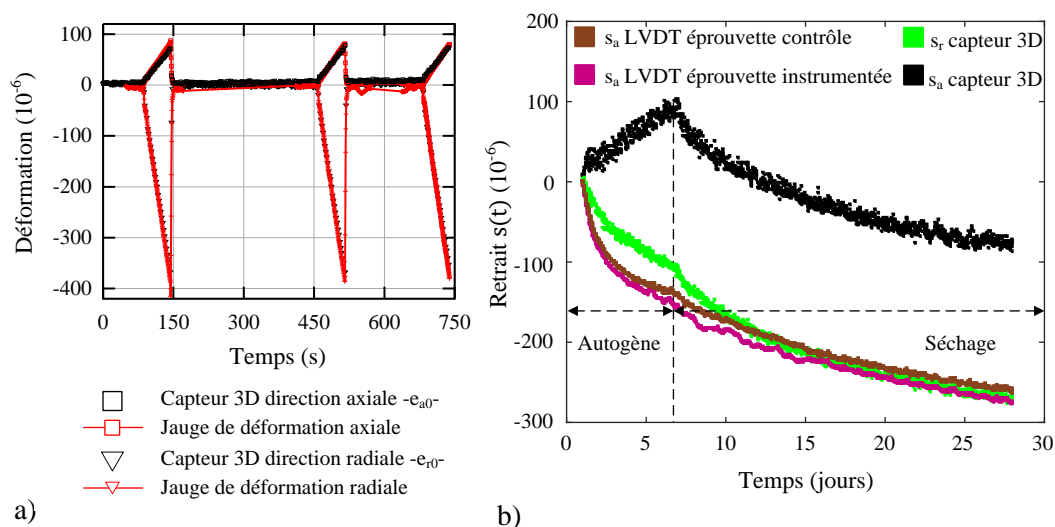 100
0
-100
-200
-300
-400
0
150
300
450
600
750
Déformation (10⁻⁶)
Temps (s)
Capteur 3D direction axiale -eₐ₀-
Jauge de déformation axiale
Capteur 3D direction radiale -eᵣ₀-
Jauge de déformation radiale
a)
200
100
0
-100
-200
-300
0
5
10
15
20
25
30
Retrait s(t) (10⁻⁶)
Temps (jours)
sₐ LVDT éprouvette contrôle
sₐ LVDT éprouvette instrumentée
sᵣ capteur 3D
sₐ capteur 3D
Autogène
Séchage
b)